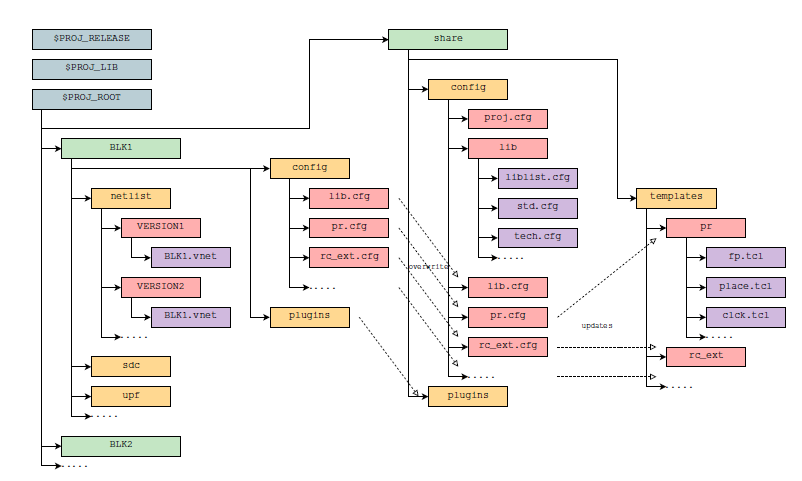 $PROJ_RELEASE
$PROJ_LIB
$PROJ_ROOT
BLK1
netlist
VERSION1
BLK1.vnet
VERSION2
BLK1.vnet
.....
sdc
upf
.....
BLK2
.....
config
lib.cfg
pr.cfg
rc_ext.cfg
.....
plugins
overwrite
share
config
proj.cfg
lib
liblist.cfg
std.cfg
tech.cfg
.....
lib.cfg
pr.cfg
rc_ext.cfg
.....
plugins
updates
templates
pr
fp.tcl
place.tcl
clck.tcl
.....
rc_ext
.....